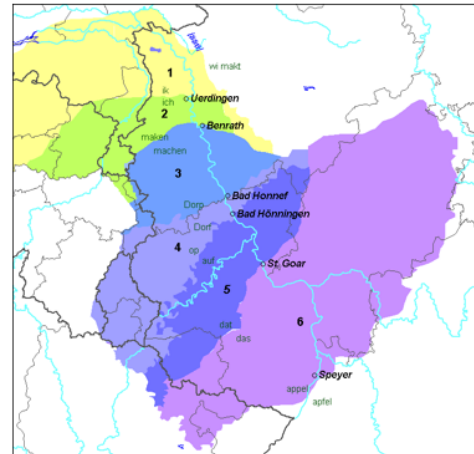 wi makt
1
ik
ich
Uerdingen
2
Benrath
maken
machen
3
Bad Honnef
Dorp
Bad Hönningen
Dorf
4
op
auf
St. Goar
5
6
dat
das
Speyer
appel
apfel